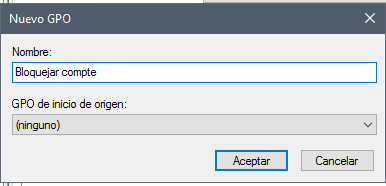 Nuevo GPO
Nombre:
Bloquejar compte
GPO de inicio de origen:
(ninguno)
Aceptar
Cancelar